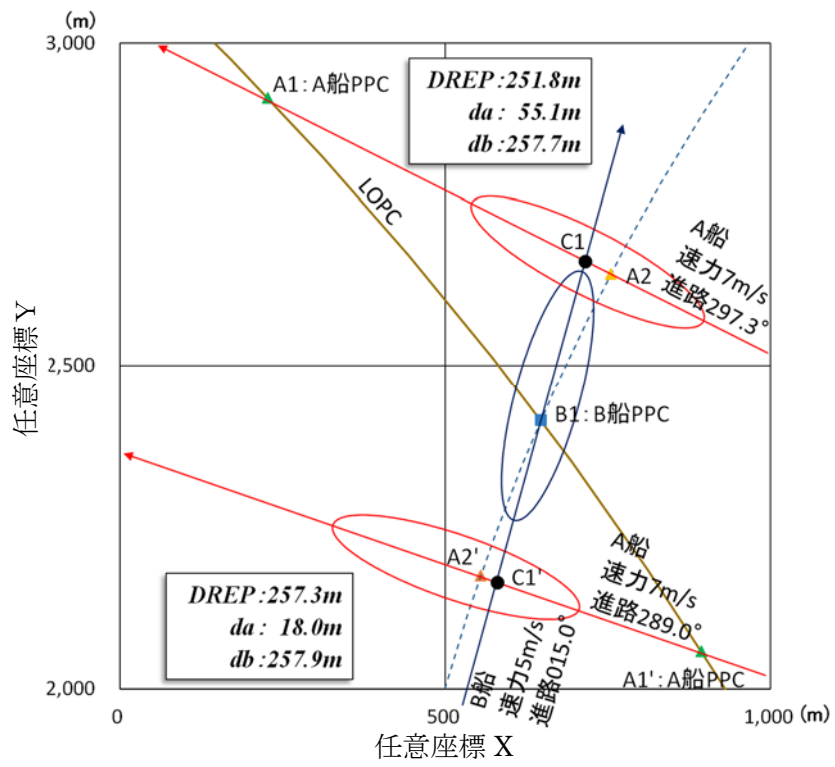 (m)
3,000
A1：A船PPC
DREP :251.8m
da : 55.1m
db :257.7m
LOPC
C1
A2
A船
速力7m/s
進路297.3°
2,500
任意座標 Y
B1：B船PPC
A2'
C1'
A船
速力7m/s
進路289.0°
DREP :257.3m
da : 18.0m
db :257.9m
B船
速力5m/s
進路015.0°
A1'：A船PPC
2,000
0
500
1,000 (m)
任意座標 X